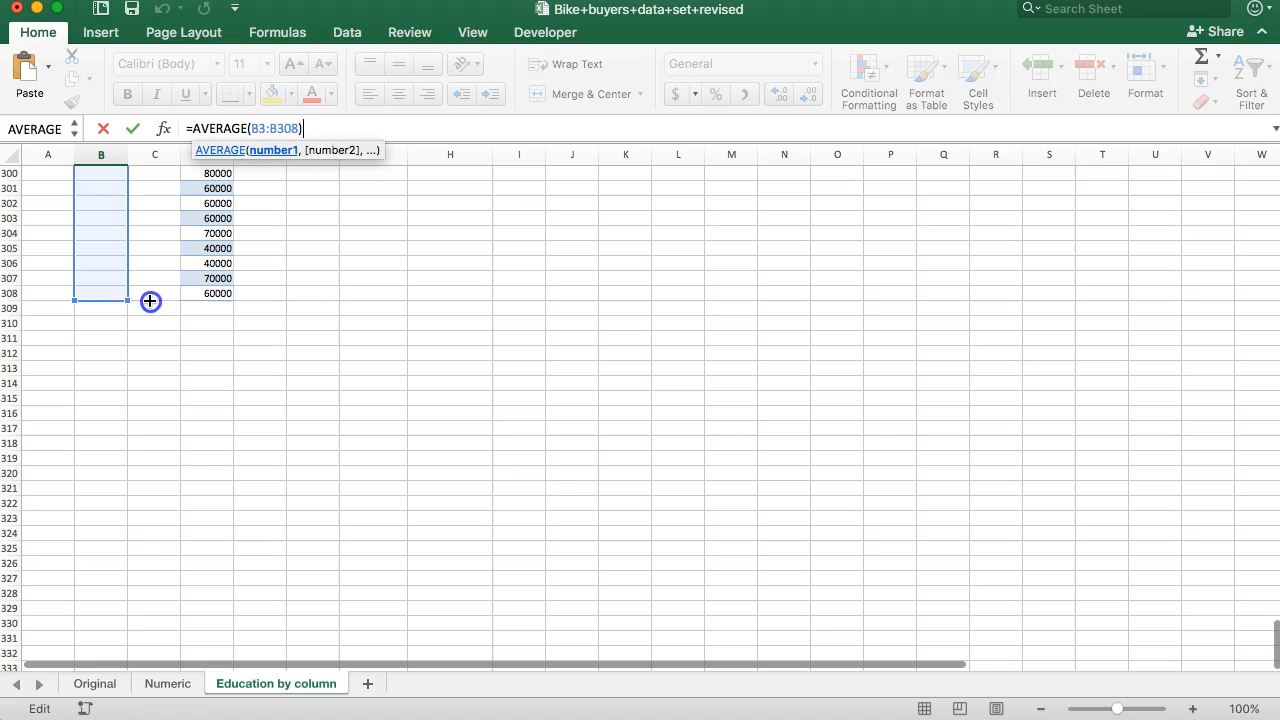 Bike+buyers+data+set+revised
Search Sheet
Home Insert Page Layout Formulas Data Review View Developer
Share
Paste
Calibri (Body) 11
Wrap Text
Merge & Center
General
Conditional Formatting
Format as Table
Cell Styles
Insert
Delete
Format
Sort & Filter
AVERAGE fx =AVERAGE(B3:B308)
AVERAGE(number1, [number2], ...)
A B C H I J K L M N O P Q R S T U V W
300 80000
301 60000
302 60000
303 60000
304 70000
305 40000
306 40000
307 70000
308 60000
309
310
311
312
313
314
315
316
317
318
319
320
321
322
323
324
325
326
327
328
329
330
331
332
333
Original Numeric Education by column
Edit 100%